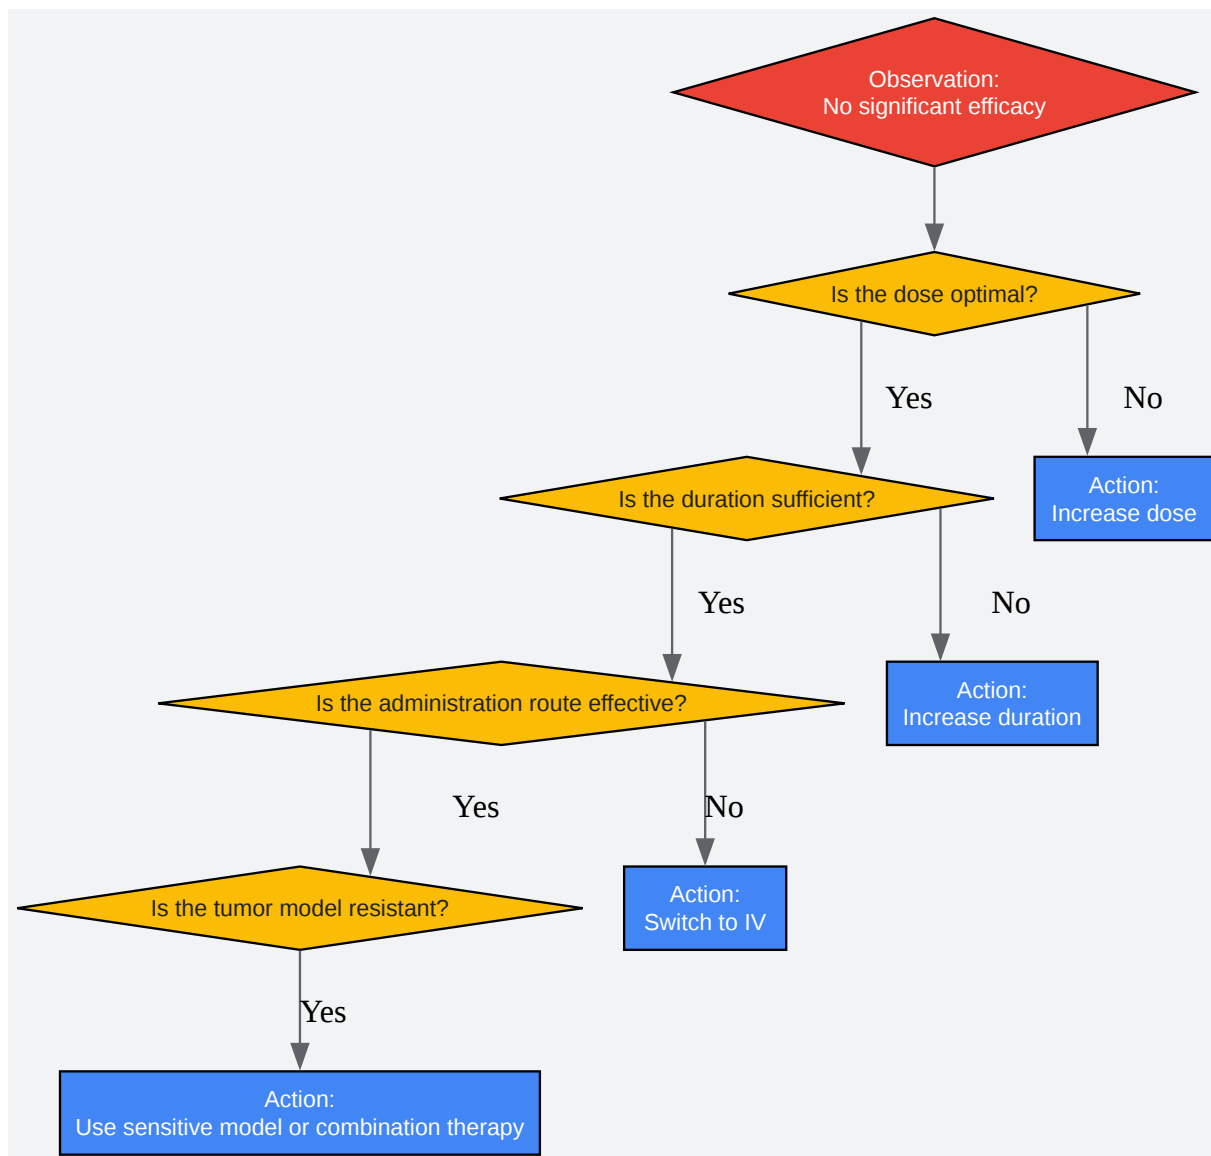 Observation:
No significant efficacy
Is the dose optimal?
Yes
No
Is the duration sufficient?
Action:
Increase dose
Yes
No
Is the administration route effective?
Action:
Increase duration
Yes
No
Is the tumor model resistant?
Action:
Switch to IV
Yes
Action:
Use sensitive model or combination therapy